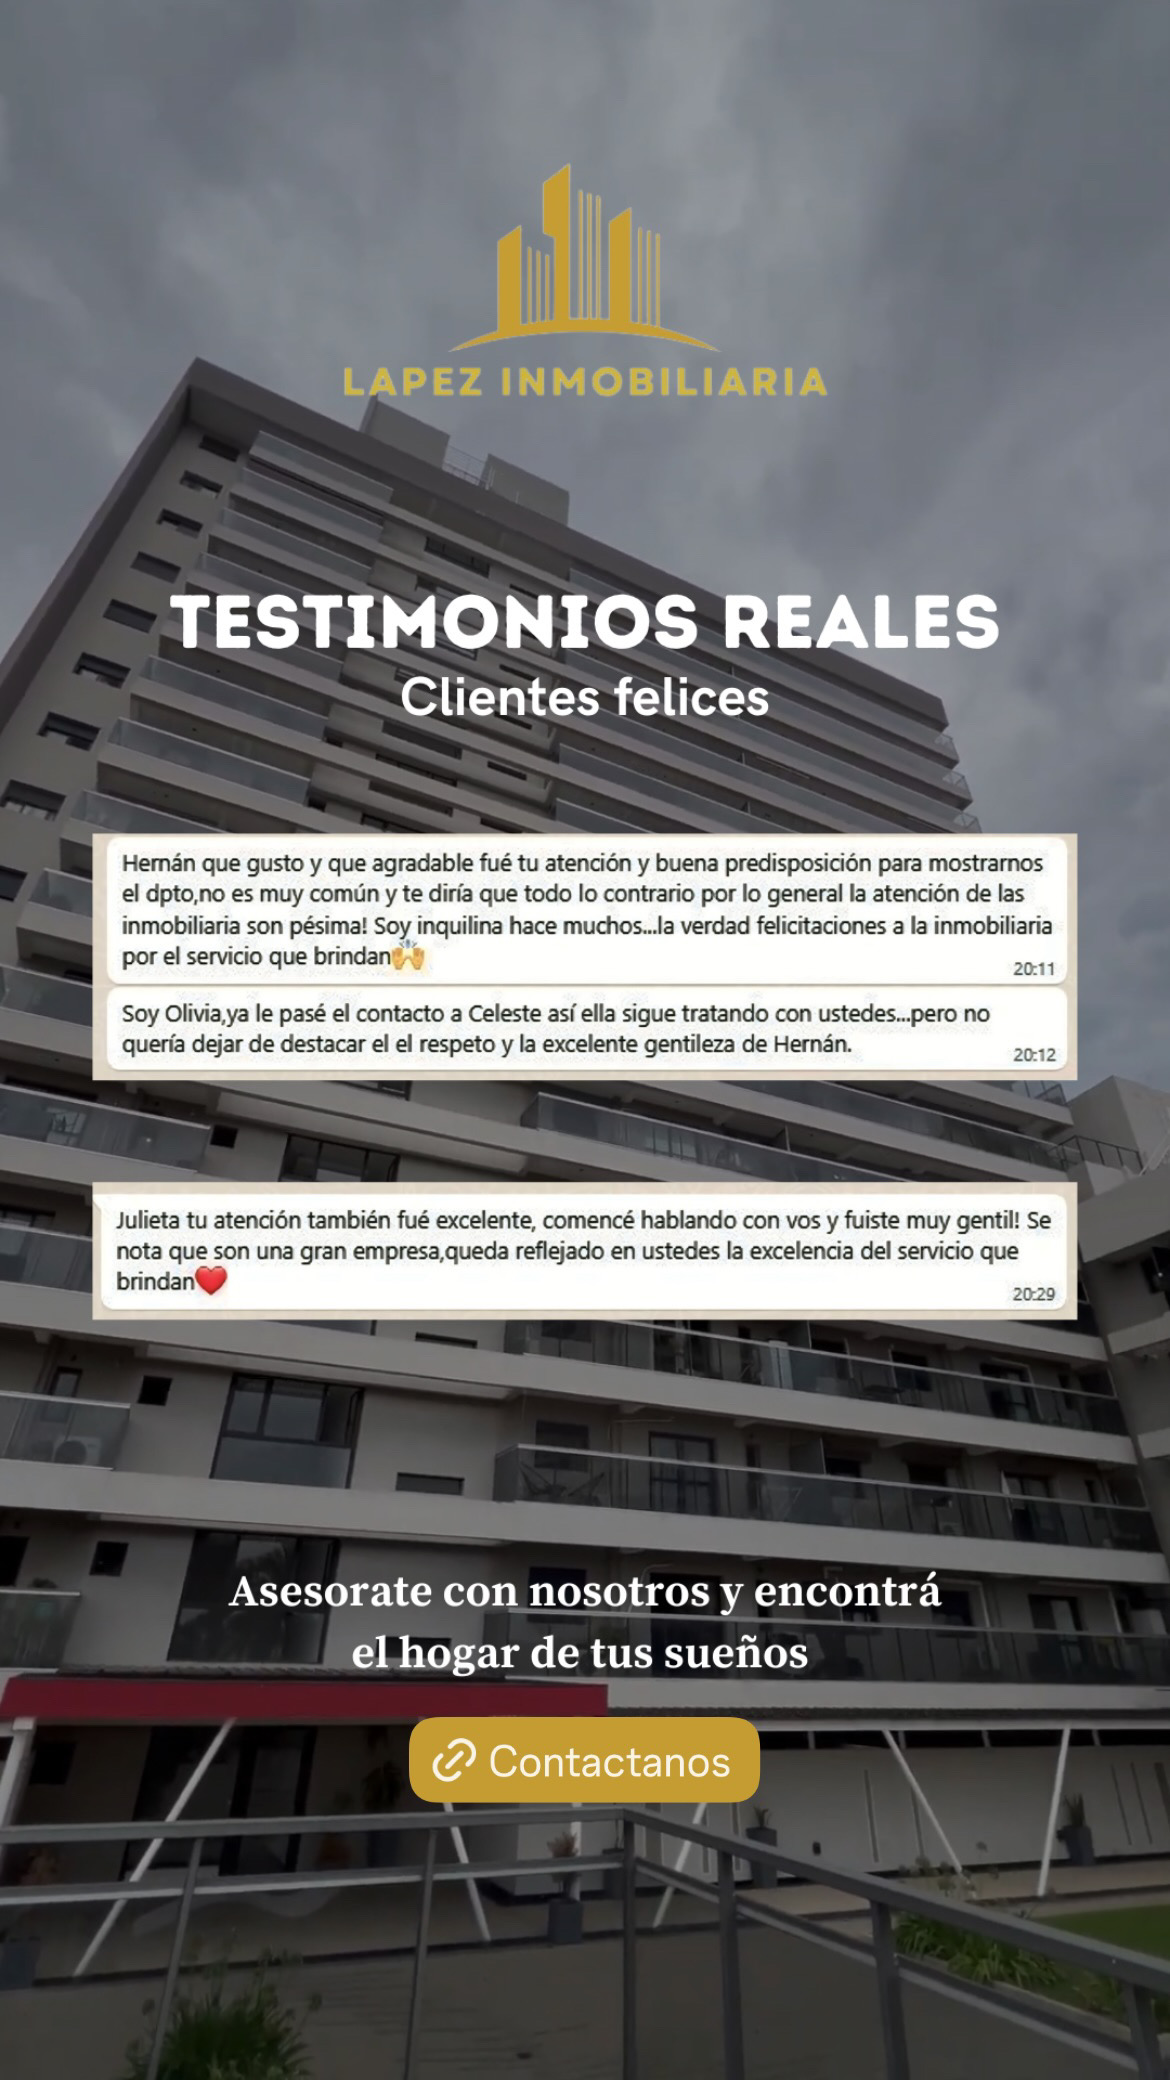 LAPEZ INMOBILIARIA
TESTIMONIOS REALES
Clientes felices
Hernán que gusto y que agradable fué tu atención y buena predisposición para mostrarnos
el dpto,no es muy común y te diría que todo lo contrario por lo general la atención de las
inmobiliaria son pésima! Soy inquilina hace muchos...la verdad felicitaciones a la inmobiliaria
por el servicio que brindan🙌
20:11
Soy Olivia,ya le pasé el contacto a Celeste así ella sigue tratando con ustedes...pero no
quería dejar de destacar el el respeto y la excelente gentileza de Hernán.
20:12
Julieta tu atención también fué excelente, comencé hablando con vos y fuiste muy gentil! Se
nota que son una gran empresa,queda reflejado en ustedes la excelencia del servicio que
brindan❤️
20:29
Asesorate con nosotros y encontrá
el hogar de tus sueños
Contactanos